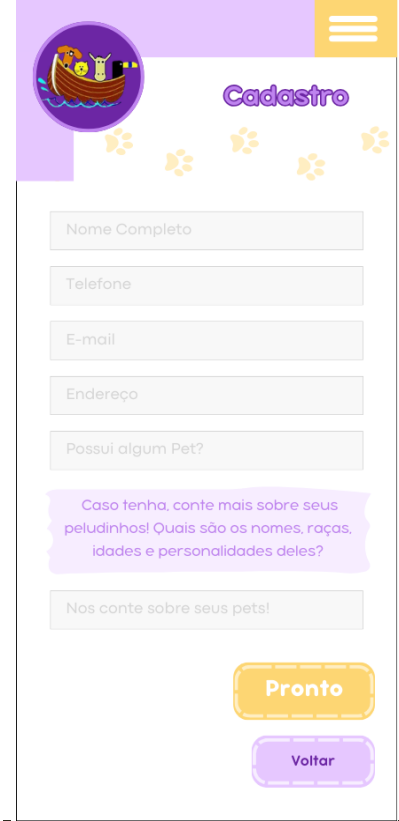 Cadastro
Nome Completo
Telefone
E-mail
Endereço
Possui algum Pet?
Caso tenha, conte mais sobre seus
peludinhos! Quais são os nomes, raças,
idades e personalidades deles?
Nos conte sobre seus pets!
Pronto
Voltar